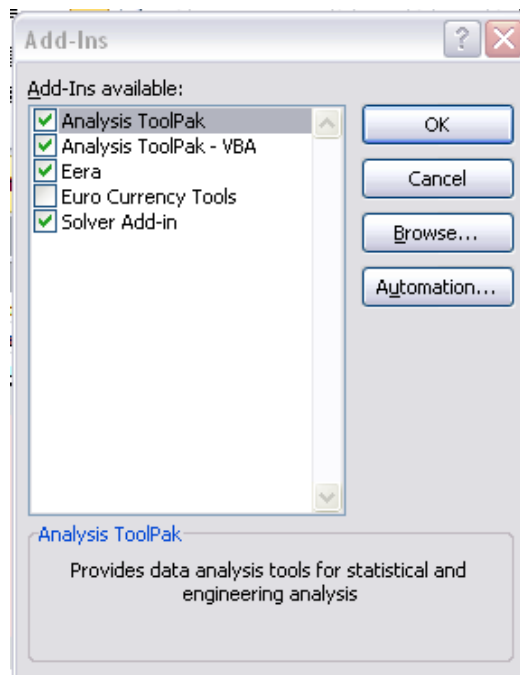 Add-Ins
Add-Ins available:
Analysis ToolPak
Analysis ToolPak - VBA
Eera
Euro Currency Tools
Solver Add-in
OK
Cancel
Browse...
Automation...
Analysis ToolPak
Provides data analysis tools for statistical and
engineering analysis